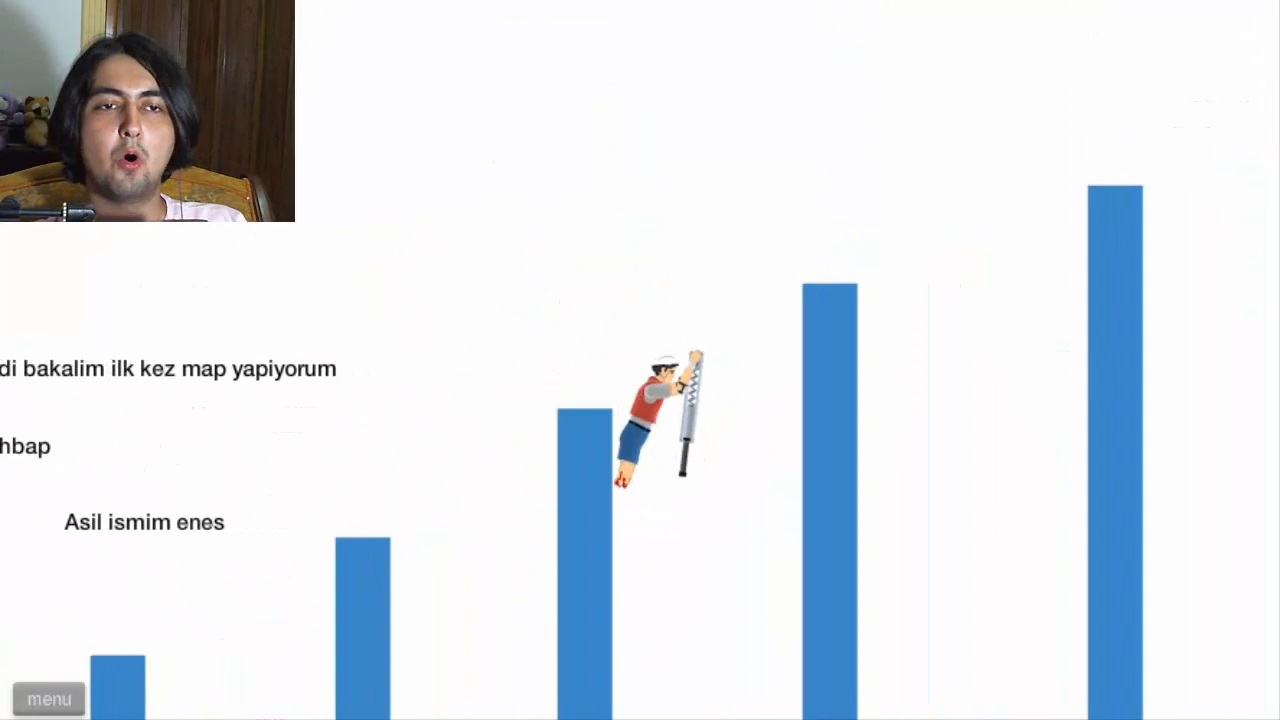 di bakalim ilk kez map yapiyorum
hbap
Asil ismim enes
menu